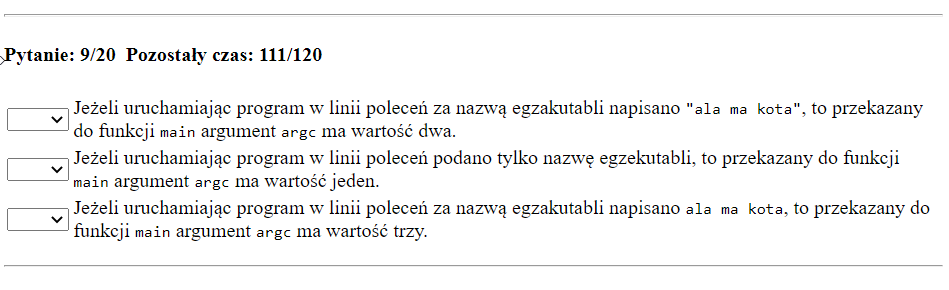 Pytanie: 9/20 Pozostały czas: 111/120
Jeżeli uruchamiając program w linii poleceń za nazwą egzakutabli napisano "ala ma kota", to przekazany
do funkcji main argument argc ma wartość dwa.
Jeżeli uruchamiając program w linii poleceń podano tylko nazwę egzekutabli, to przekazany do funkcji
main argument argc ma wartość jeden.
Jeżeli uruchamiając program w linii poleceń za nazwą egzakutabli napisano ala ma kota, to przekazany do
funkcji main argument argc ma wartość trzy.